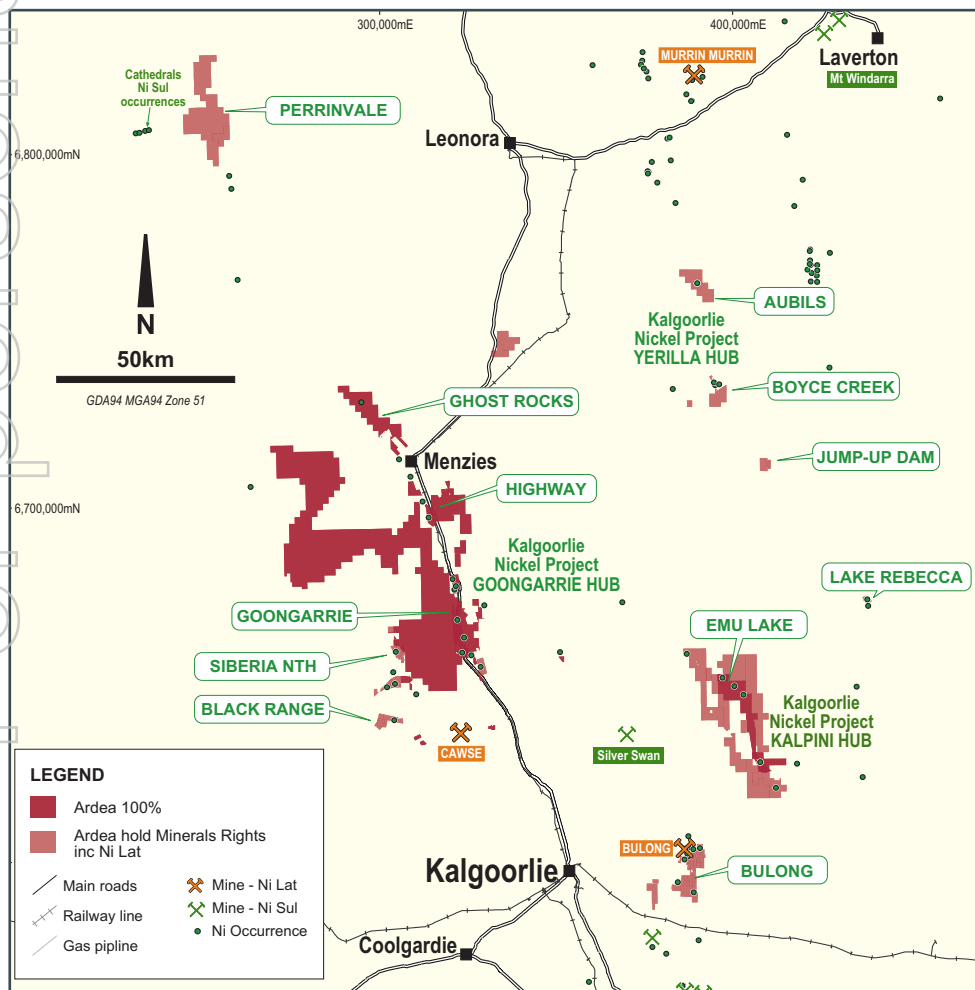 300,000mE
400,000mE
MURRIN MURRIN
Laverton
Mt Windarra
Cathedrals
Ni Sul
occurrences
PERRINVALE
Leonora
6,800,000mN
N
50km
GDA94 MGA94 Zone 51
AUBILS
Kalgoorlie
Nickel Project
YERILLA HUB
BOYCE CREEK
GHOST ROCKS
Menzies
JUMP-UP DAM
HIGHWAY
6,700,000mN
Kalgoorlie
Nickel Project
GOONGARRIE HUB
LAKE REBECCA
GOONGARRIE
EMU LAKE
SIBERIA NTH
BLACK RANGE
Kalgoorlie
Nickel Project
KALPINI HUB
CAWSE
Silver Swan
LEGEND
Ardea 100%
Ardea hold Minerals Rights
inc Ni Lat
Main roads
Railway line
Gas pipline
Mine - Ni Lat
Mine - Ni Sul
Ni Occurrence
BULONG
BULONG
Kalgoorlie
Coolgardie